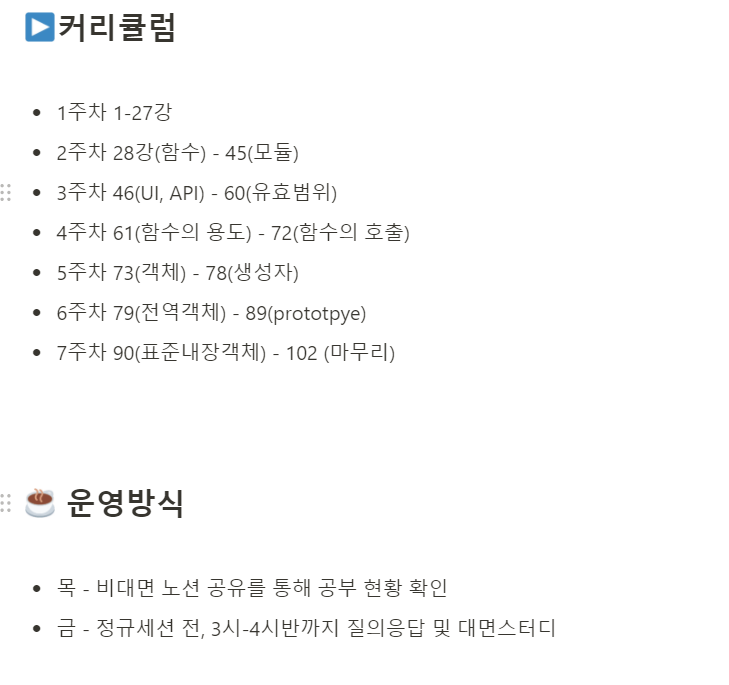 커리큘럼
1주차 1-27강
2주차 28강(함수) - 45(모듈)
3주차 46(UI, API) - 60(유효범위)
4주차 61(함수의 용도) - 72(함수의 호출)
5주차 73(객체) - 78(생성자)
6주차 79(전역객체) - 89(prototpye)
7주차 90(표준내장객체) - 102 (마무리)
운영방식
목 - 비대면 노션 공유를 통해 공부 현황 확인
금 - 정규세션 전, 3시-4시반까지 질의응답 및 대면스터디